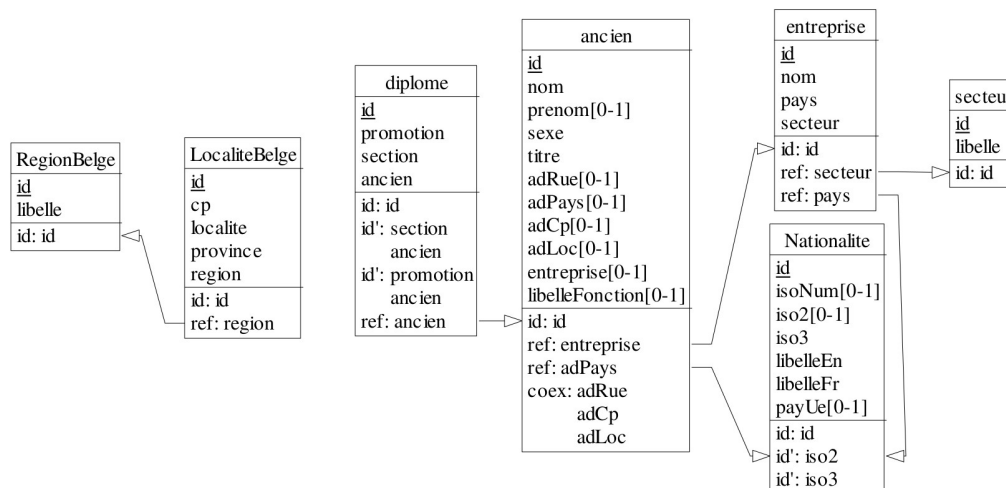 RegionBelge
id
libelle
id: id
LocaliteBelge
id
cp
localite
province
region
id: id
ref: region
diplome
id
promotion
section
ancien
id: id
id': section
ancien
id': promotion
ancien
ref: ancien
ancien
id
nom
prenom[0-1]
sexe
titre
adRue[0-1]
adPays[0-1]
adCp[0-1]
adLoc[0-1]
entreprise[0-1]
libelleFonction[0-1]
id: id
ref: entreprise
ref: adPays
coex: adRue
adCp
adLoc
entreprise
id
nom
pays
secteur
id: id
ref: secteur
ref: pays
Nationalite
id
isoNum[0-1]
iso2[0-1]
iso3
libelleEn
libelleFr
payUe[0-1]
id: id
id': iso2
id': iso3
secteu
id
libelle
id: id